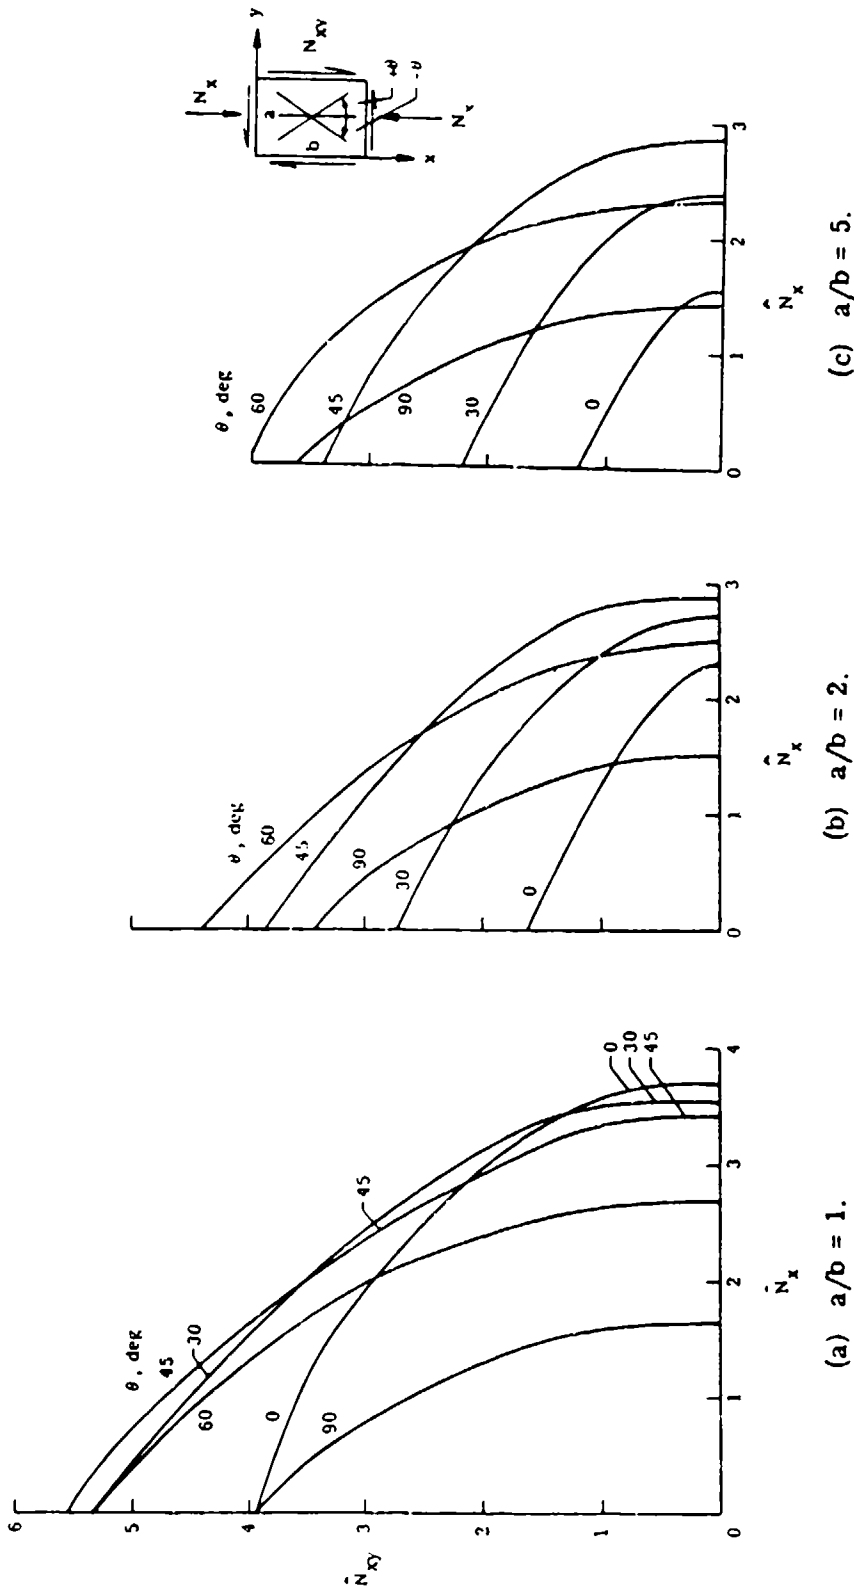 6
5
4
3
2
1
0
N̂xy
θ, deg
45
30
60
0
90
45
0
30
45
1
2
3
4
N̂x
(a) a/b = 1.
θ, deg
60
45
90
30
0
0
1
2
3
N̂x
(b) a/b = 2.
θ, deg
60
45
90
30
0
0
1
2
3
N̂x
(c) a/b = 5.
Nx
y
Nxy
a
b
+θ
-θ
Nx
x